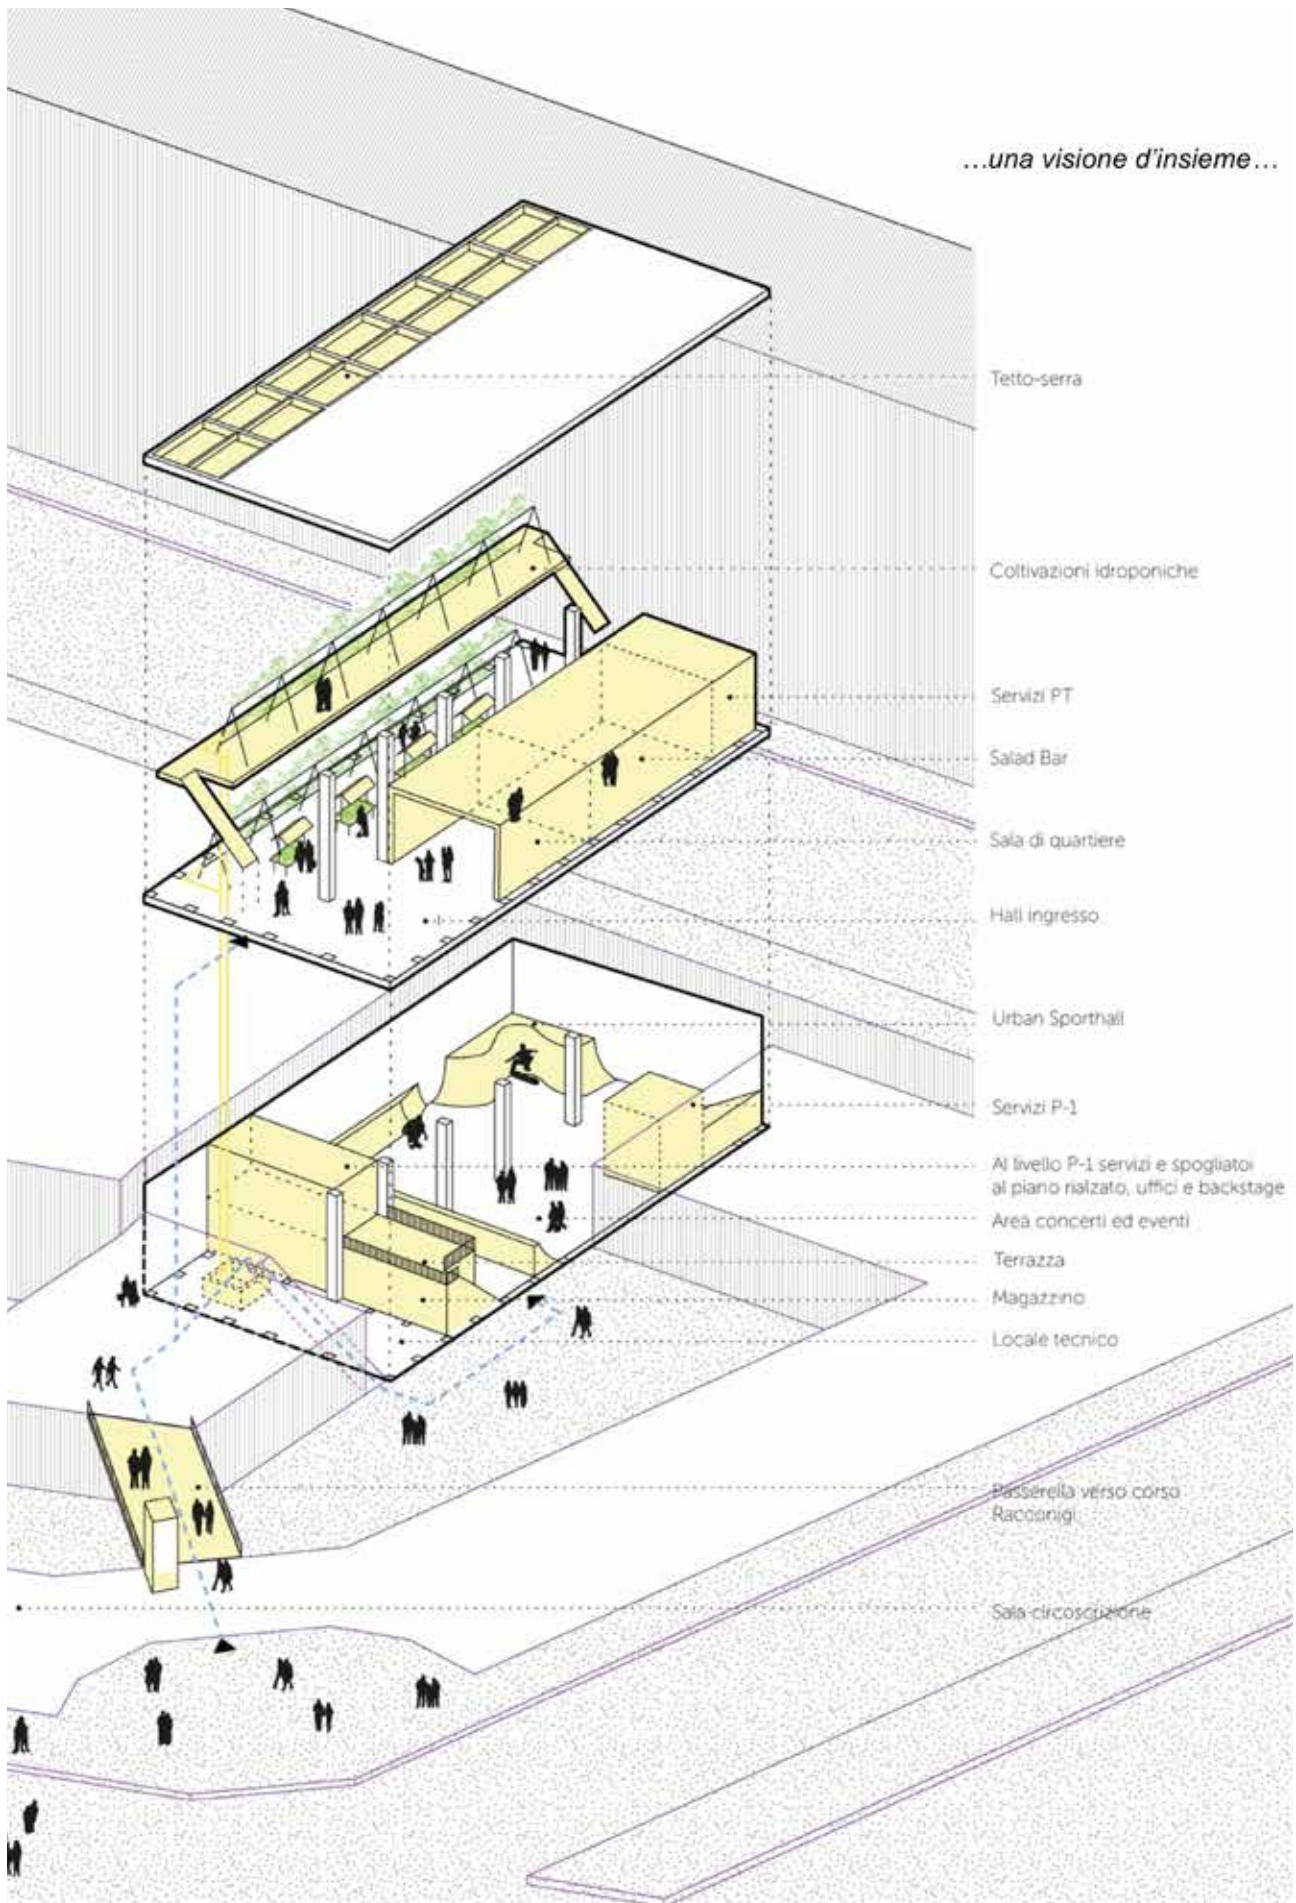 ...una visione d'insieme...
Tetto-serra
Coltivazioni idroponiche
Servizi PT
Salad Bar
Sala di quartiere
Hall ingresso
Urban Sporthall
Servizi P-1
Al livello P-1 servizi e spogliatoi
al piano rialzato, uffici e backstage
Area concerti ed eventi
Terrazza
Magazzino
Locale tecnico
Passerella verso corso
Racconigi
Sala circoscrizione